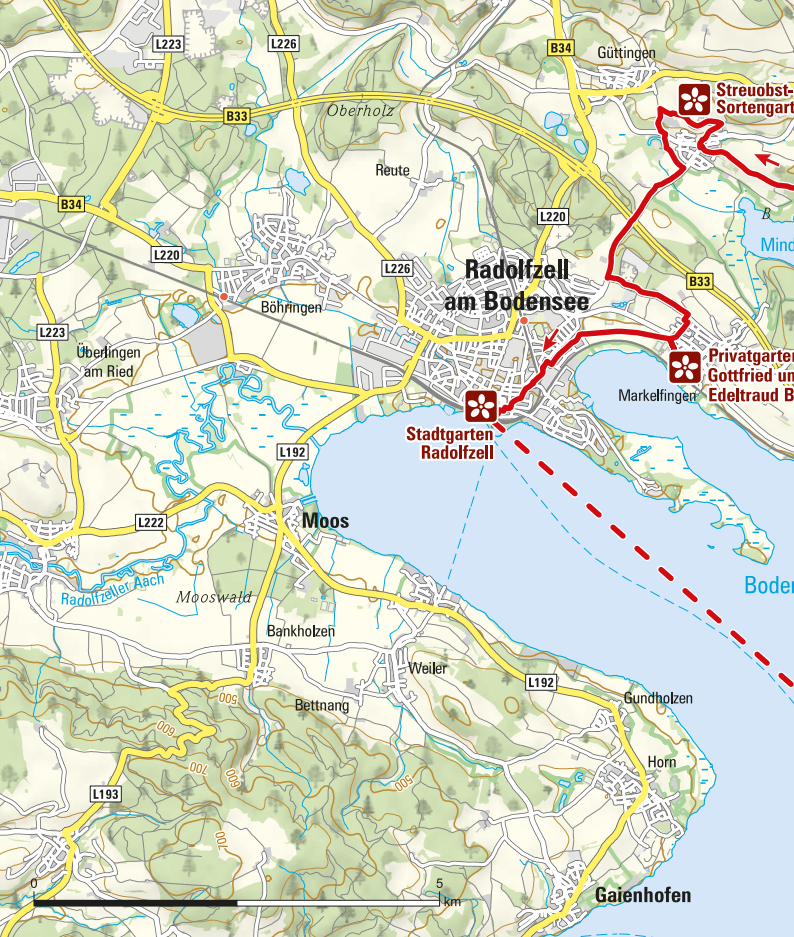 L223
L226
B34
Güttingen
Streuobst-
Sortengart
Oberholz
B33
Reute
B34
L220
B
Mind
L220
L226
Radolfzell
am Bodensee
B33
Böhringen
L223
Überlingen
am Ried
Privatgarten
Gottfried un
Edeltraud B
Markelfingen
Stadtgarten
Radolfzell
L192
L222
Moos
Radolfzeller Aach
Mooswald
Boden
Bankholzen
Weiler
L192
500
Bettnang
Gundholzen
600
700
600
500
Horn
L193
700
0
5
km
Gaienhofen